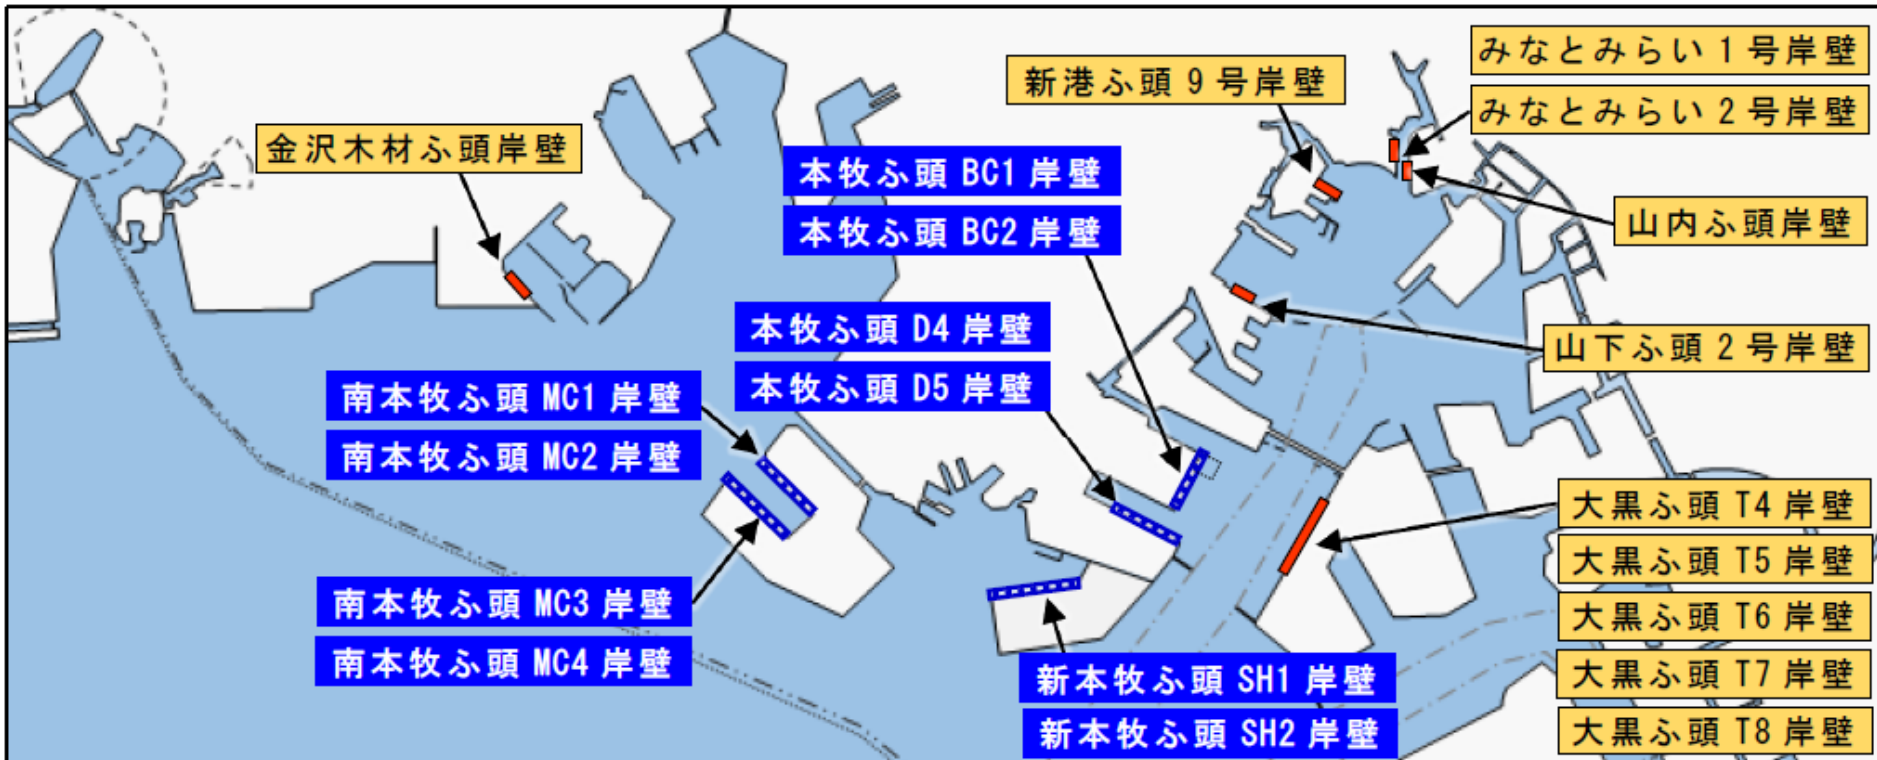 みなとみらい1号岸壁
新港ふ頭9号岸壁
みなとみらい2号岸壁
金沢木材ふ頭岸壁
本牧ふ頭 BC1 岸壁
本牧ふ頭 BC2 岸壁
山内ふ頭岸壁
本牧ふ頭 D4 岸壁
山下ふ頭2号岸壁
本牧ふ頭 D5 岸壁
南本牧ふ頭 MC1 岸壁
南本牧ふ頭 MC2 岸壁
大黒ふ頭 T4 岸壁
大黒ふ頭 T5 岸壁
南本牧ふ頭 MC3 岸壁
大黒ふ頭 T6 岸壁
南本牧ふ頭 MC4 岸壁
新本牧ふ頭 SH1 岸壁
大黒ふ頭 T7 岸壁
新本牧ふ頭 SH2 岸壁
大黒ふ頭 T8 岸壁